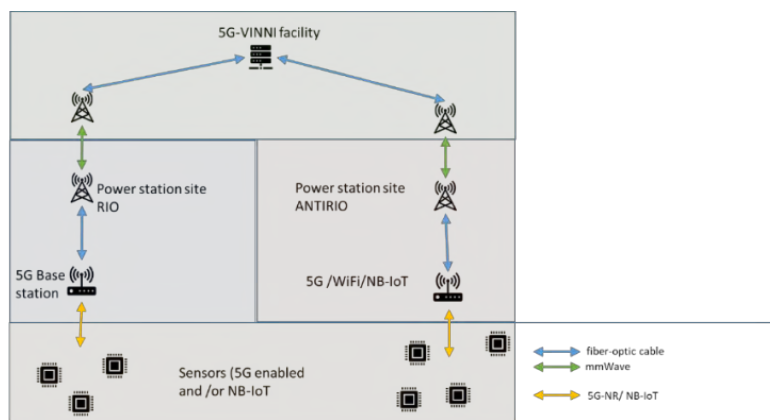 5G-VINNI facility
Power station site
RIO
Power station site
ANTIRIO
5G Base
station
5G /WiFi/NB-IoT
Sensors (5G enabled
and /or NB-IoT
fiber-optic cable
mmWave
5G-NR/ NB-IoT